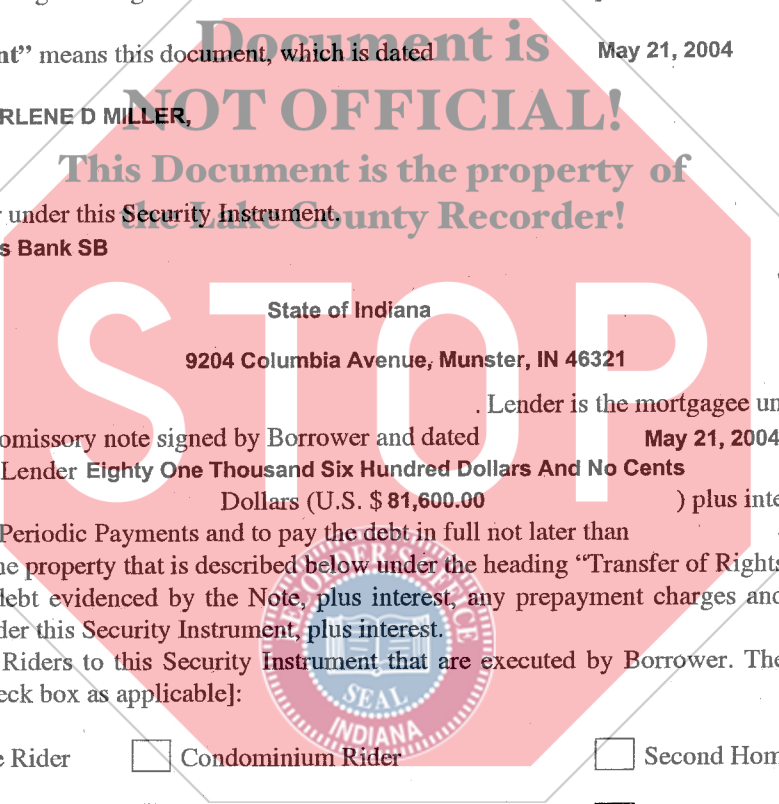 Document is
nt” means this document, which is dated May 21, 2004
NOT OFFICIAL!
RLENE D MILLER,
This Document is the property of
the Lake County Recorder!
under this Security Instrument.
s Bank SB
STOP
State of Indiana
9204 Columbia Avenue, Munster, IN 46321
. Lender is the mortgagee un
omissory note signed by Borrower and dated May 21, 2004
Lender Eighty One Thousand Six Hundred Dollars And No Cents
Dollars (U.S. $ 81,600.00 ) plus inte
Periodic Payments and to pay the debt in full not later than
e property that is described below under the heading “Transfer of Rights
debt evidenced by the Note, plus interest, any prepayment charges and
der this Security Instrument, plus interest.
Riders to this Security Instrument that are executed by Borrower. The
eck box as applicable]:
RECORDER'S OFFICE
SEAL
INDIANA
e Rider Condominium Rider Second Hom